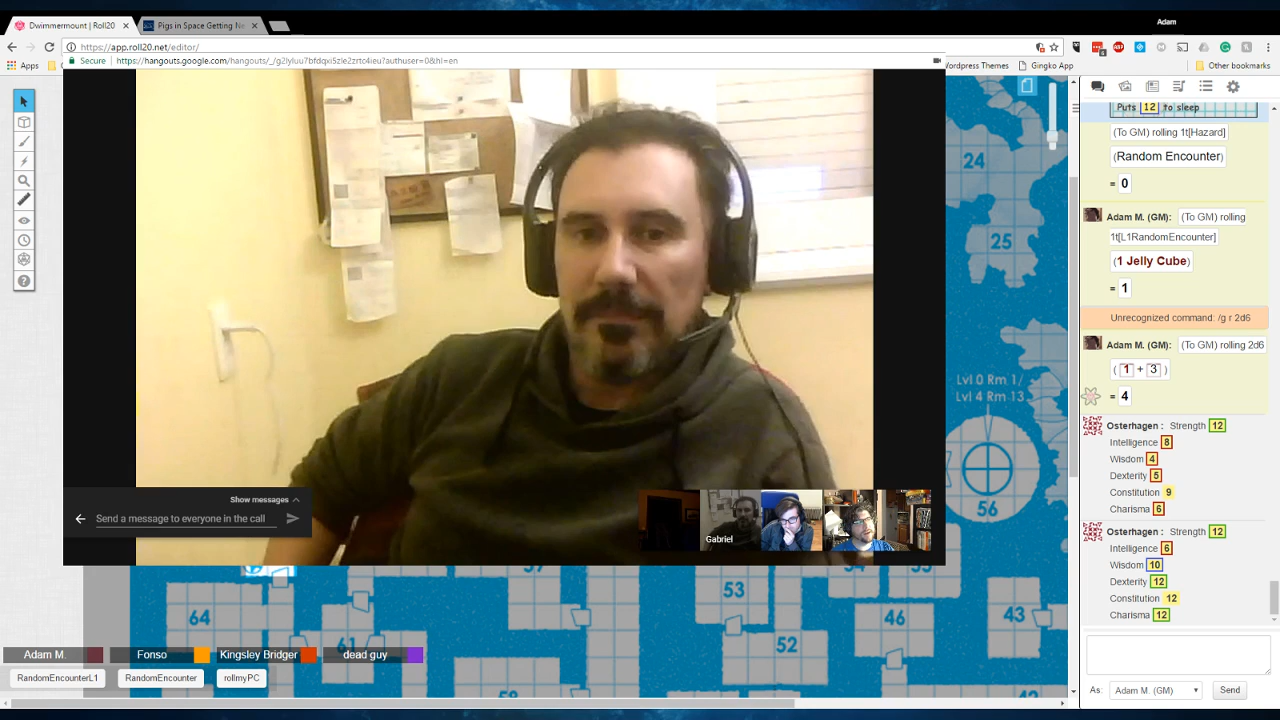 Adam
Dwimmermount | Roll20
Pigs in Space Getting Ne
https://app.roll20.net/editor/
Apps
Wordpress Themes
Gingko App
Other bookmarks
Secure
https://hangouts.google.com/hangouts/_/
authuser=0&hl=en
Puts 12 to sleep
(To GM) rolling 1t[Hazard]
(Random Encounter)
= 0
Adam M. (GM): (To GM) rolling
1t[L1RandomEncounter]
(1 Jelly Cube)
= 1
Unrecognized command: /g r 2d6
Adam M. (GM): (To GM) rolling 2d6
( 1 + 3 )
= 4
Osterhagen : Strength 12
Intelligence 8
Wisdom 4
Dexterity 5
Constitution 9
Charisma 6
Osterhagen : Strength 12
Intelligence 6
Wisdom 10
Dexterity 12
Constitution 12
Charisma 12
As: Adam M. (GM)
Send
24
25
Lvl 0 Rm 1/
Lvl 4 Rm 13
56
Show messages
Send a message to everyone in the call
Gabriel
53
46
43
64
61
52
Adam M.
Fonso
Kingsley Bridger
dead guy
RandomEncounterL1
RandomEncounter
rollmyPC